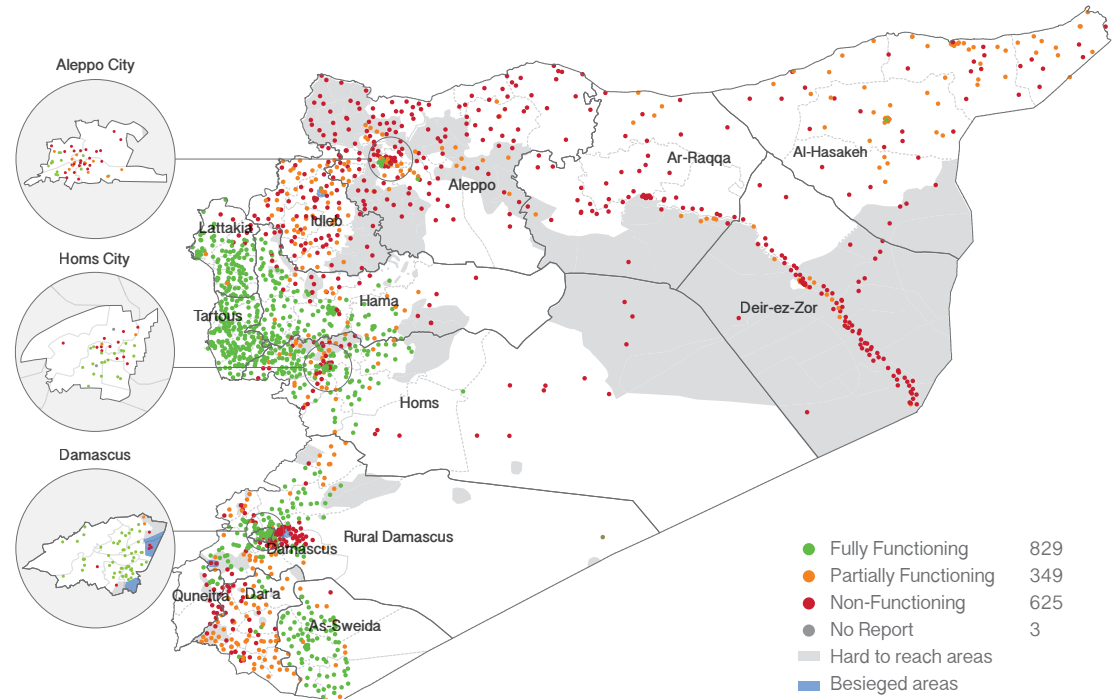 Aleppo City
Homs City
Damascus
Aleppo
Ar-Raqqa
Al-Hasakeh
Idleb
Lattakia
Hama
Tartous
Deir-ez-Zor
Homs
Rural Damascus
Damascus
Quneitra
Dar'a
As-Sweida
Fully Functioning 829
Partially Functioning 349
Non-Functioning 625
No Report 3
Hard to reach areas
Besieged areas